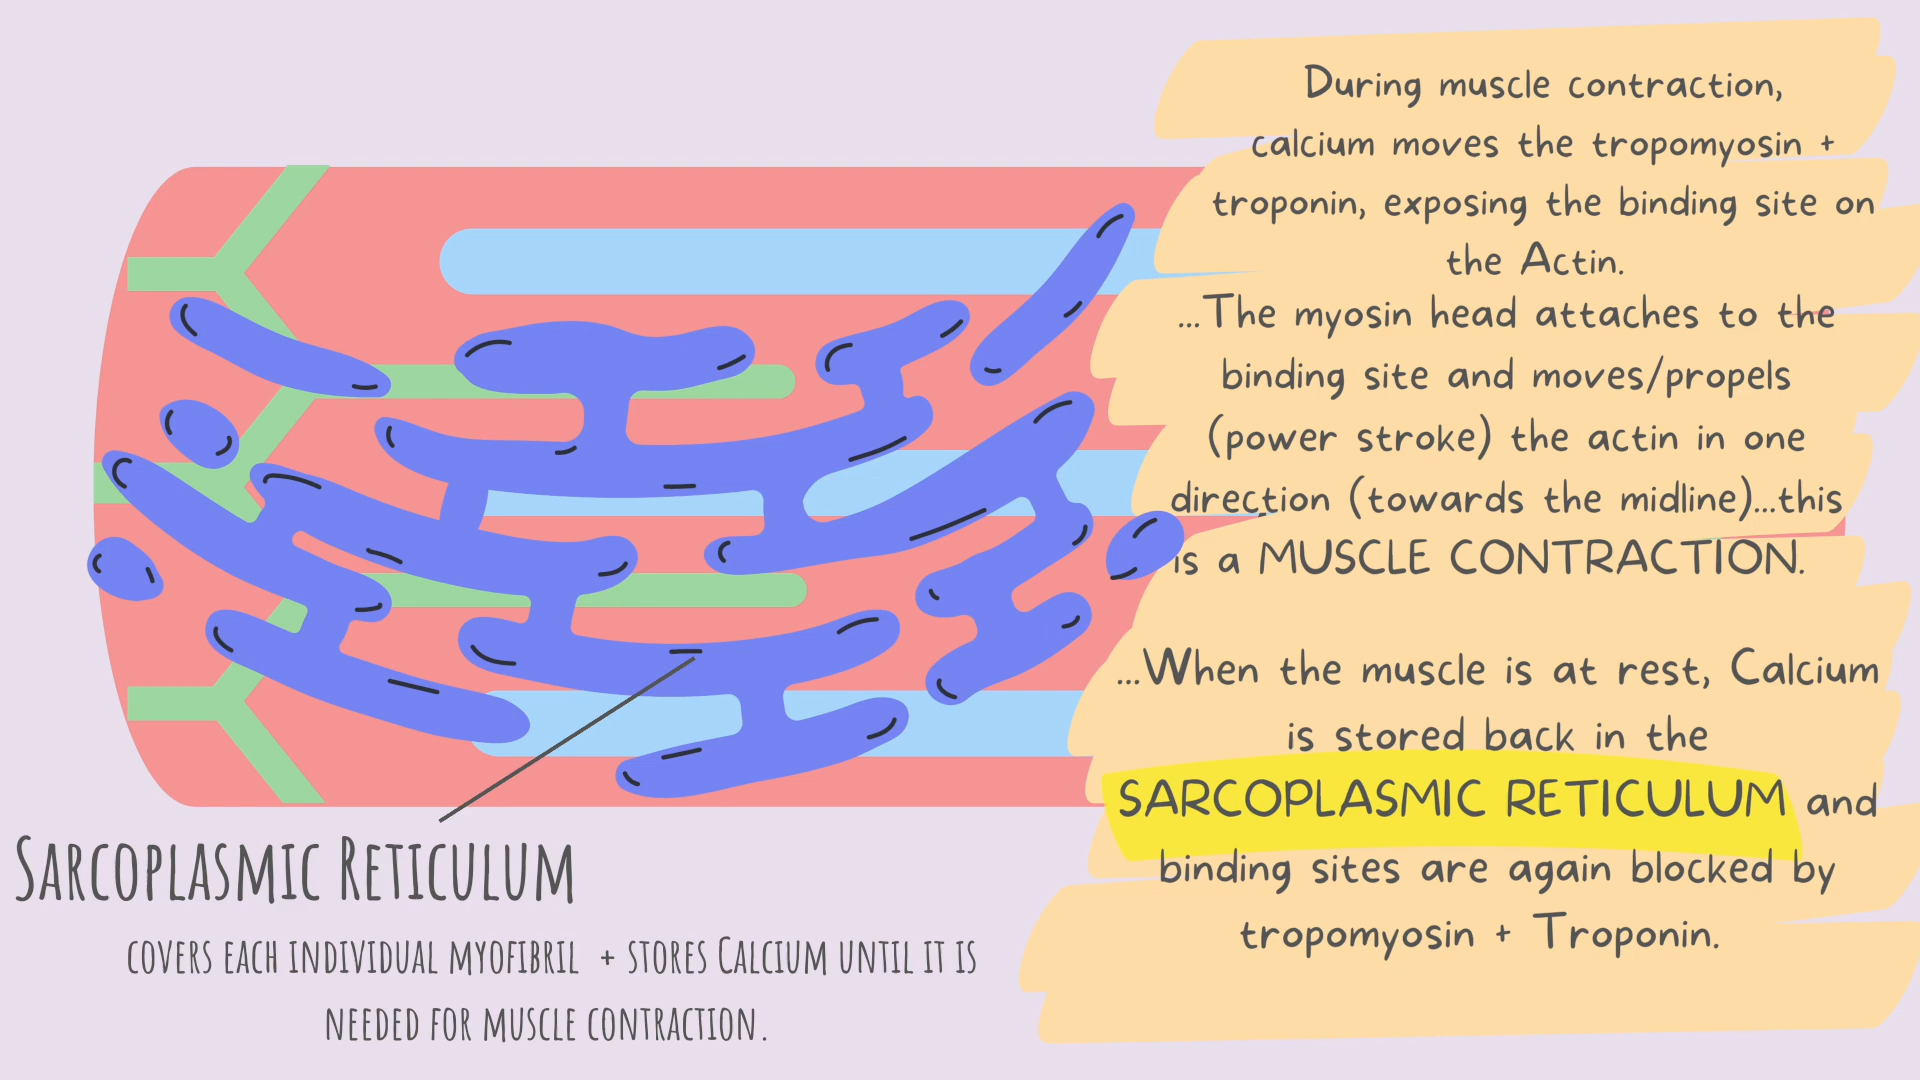 During muscle contraction,
calcium moves the tropomyosin +
troponin, exposing the binding site on
the Actin.
...The myosin head attaches to the
binding site and moves/propels
(power stroke) the actin in one
direction (towards the midline)...this
is a MUSCLE CONTRACTION.
...When the muscle is at rest, Calcium
is stored back in the
SARCOPLASMIC RETICULUM and
binding sites are again blocked by
tropomyosin + Troponin.
Sarcoplasmic Reticulum
covers each individual myofibril + stores Calcium until it is
needed for muscle contraction.